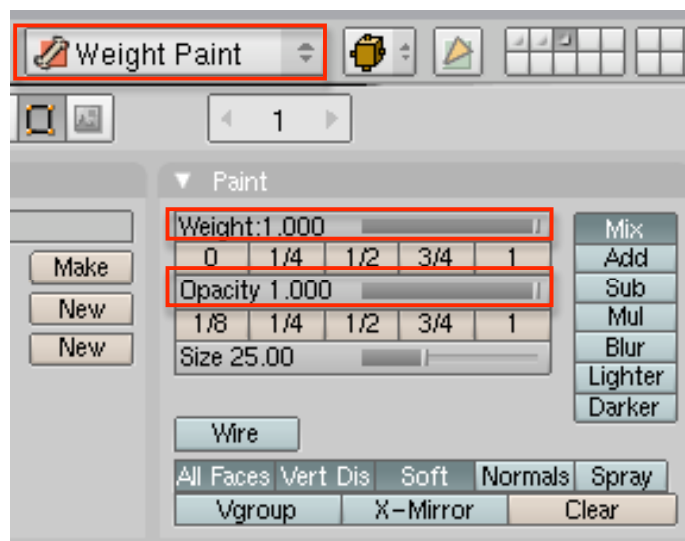 Weight Paint
1
Paint
Weight:1.000
Mix
Make
0 1/4 1/2 3/4 1
Add
Opacity 1.000
Sub
New
1/8 1/4 1/2 3/4 1
Mul
New
Size 25.00
Blur
Lighter
Darker
Wire
All Faces Vert Dis Soft Normals Spray
Vgroup X-Mirror Clear